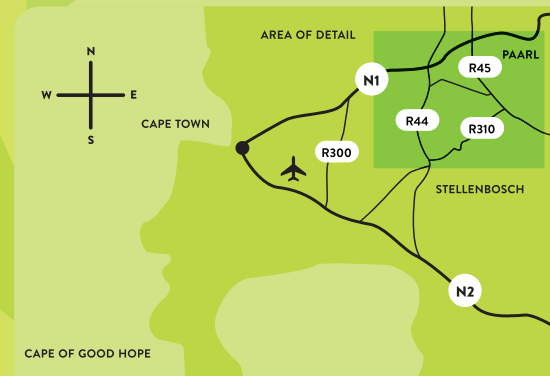 AREA OF DETAIL
N
PAARL
R45
N1
W E
R44
CAPE TOWN
R310
S
R300
STELLENBOSCH
N2
CAPE OF GOOD HOPE